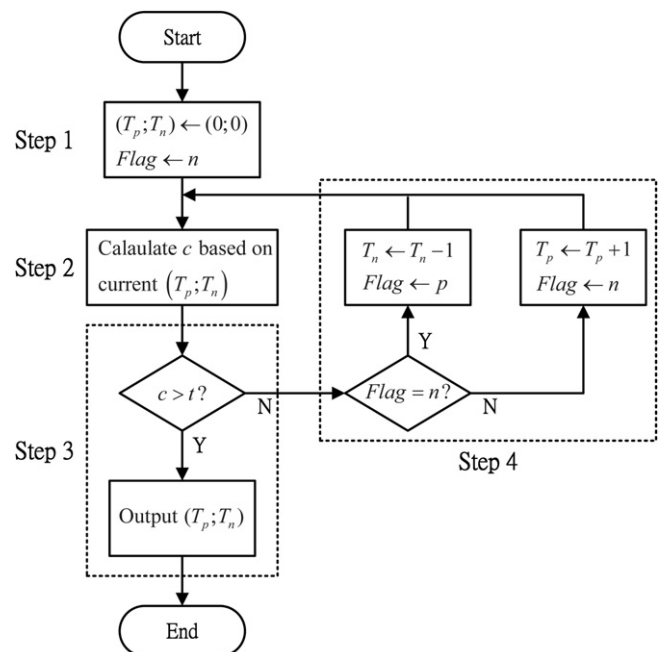 Start
Step 1
(T_p;T_n) ← (0;0)
Flag ← n
Step 2
Calaulate c based on
current (T_p;T_n)
T_n ← T_n − 1
Flag ← p
T_p ← T_p + 1
Flag ← n
Step 3
c > t?
N
Y
Flag = n?
Y
N
Step 4
Output (T_p;T_n)
End